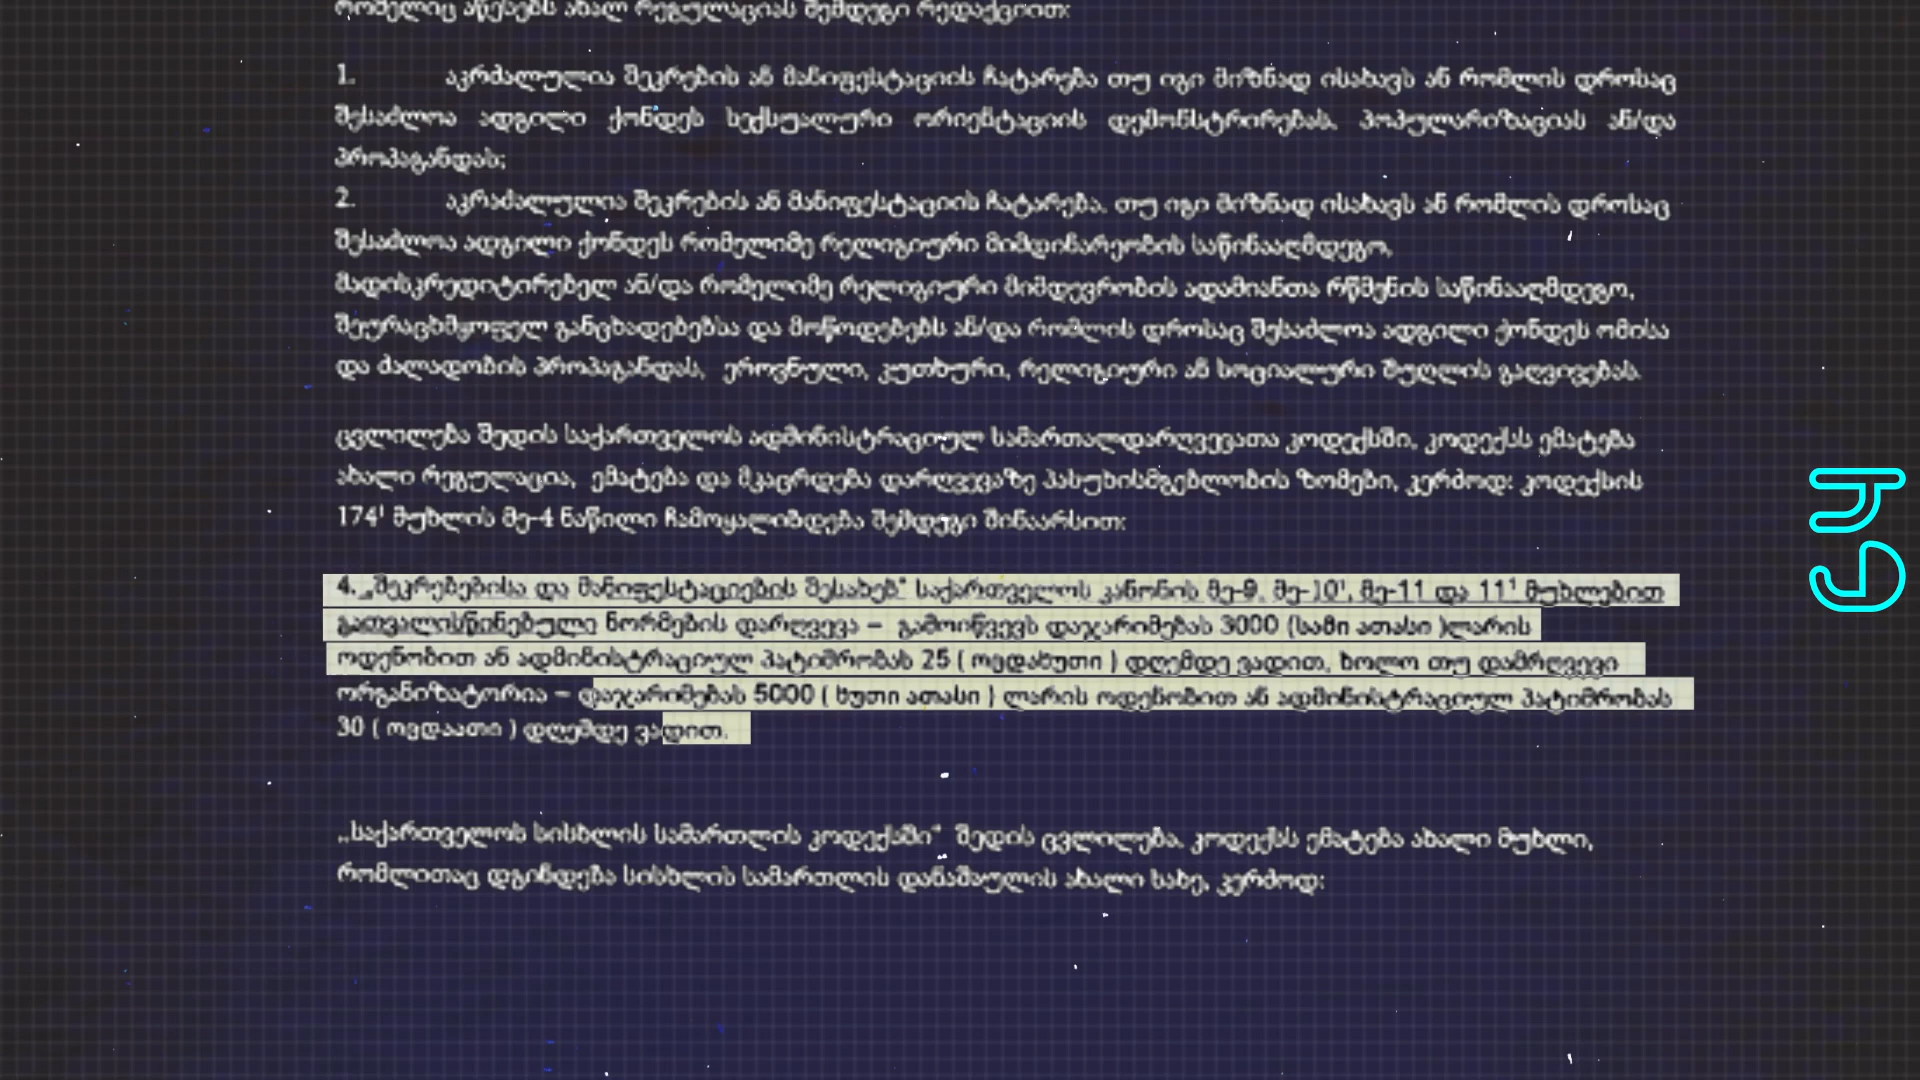 რომელიც აწესებს ახალ რეგულაციას შემდეგი რედაქციით:
1. აკრძალულია შეკრების ან მანიფესტაციის ჩატარება თუ იგი მიზნად ისახავს ან რომლის დროსაც
შესაძლოა ადგილი ქონდეს სექსუალური ორიენტაციის დემონსტრირებას, პოპულარიზაციას ან/და
პროპაგანდას;
2. აკრაძალულია შეკრების ან მანიფესტაციის ჩატარება, თუ იგი მიზნად ისახავს ან რომლის დროსაც
შესაძლოა ადგილი ქონდეს რომელიმე რელიგიური მიმდინარეობის საწინააღმდეგო,
მადისკრედიტირებელ ან/და რომელიმე რელიგიური მიმდევრობის ადამიანთა რწმენის საწინააღმდეგო,
შეურაცხმყოფელ განცხადებებსა და მოწოდებებს ან/და რომლის დროსაც შესაძლოა ადგილი ქონდეს ომისა
და ძალადობის პროპაგანდას, ეროვნული, კუთხური, რელიგიური ან სოციალური შუღლის გაღვივებას.
ცვლილება შედის საქართველოს ადმინისტრაციულ სამართალდარღვევათა კოდექსში, კოდექსს ემატება
ახალი რეგულაცია, ემატება და მკაცრდება დარღვევაზე პასუხისმგებლობის ზომები, კერძოდ: კოდექსის
174¹ მუხლის მე-4 ნაწილი ჩამოყალიბდება შემდეგი შინაარსით:
4. „შეკრებებისა და მანიფესტაციების შესახებ" საქართველოს კანონის მე-9, მე-10¹, მე-11 და 11¹ მუხლებით
გათვალისწინებული ნორმების დარღვევა – გამოიწვევს დაჯარიმებას 3000 (სამი ათასი )ლარის
ოდენობით ან ადმინისტრაციულ პატიმრობას 25 ( ოცდახუთი ) დღემდე ვადით, ხოლო თუ დამრღვევი
ორგანიზატორია – დაჯარიმებას 5000 ( ხუთი ათასი ) ლარის ოდენობით ან ადმინისტრაციულ პატიმრობას
30 ( ოცდაათი ) დღემდე ვადით.
„საქართველოს სისხლის სამართლის კოდექსში" შედის ცვლილება, კოდექსს ემატება ახალი მუხლი,
რომლითაც დგინდება სისხლის სამართლის დანაშაულის ახალი სახე, კერძოდ: